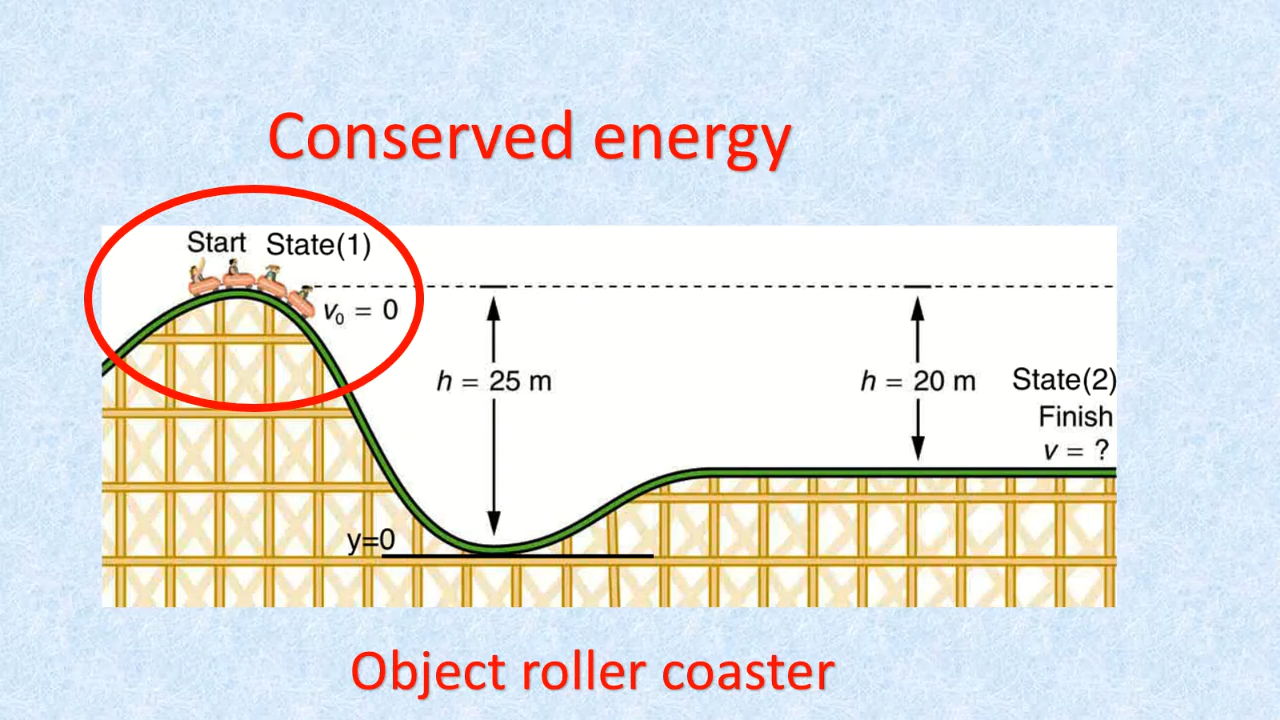 Conserved energy
Start State(1)
v₀ = 0
h = 25 m
h = 20 m
State(2)
Finish
v = ?
y=0
Object roller coaster